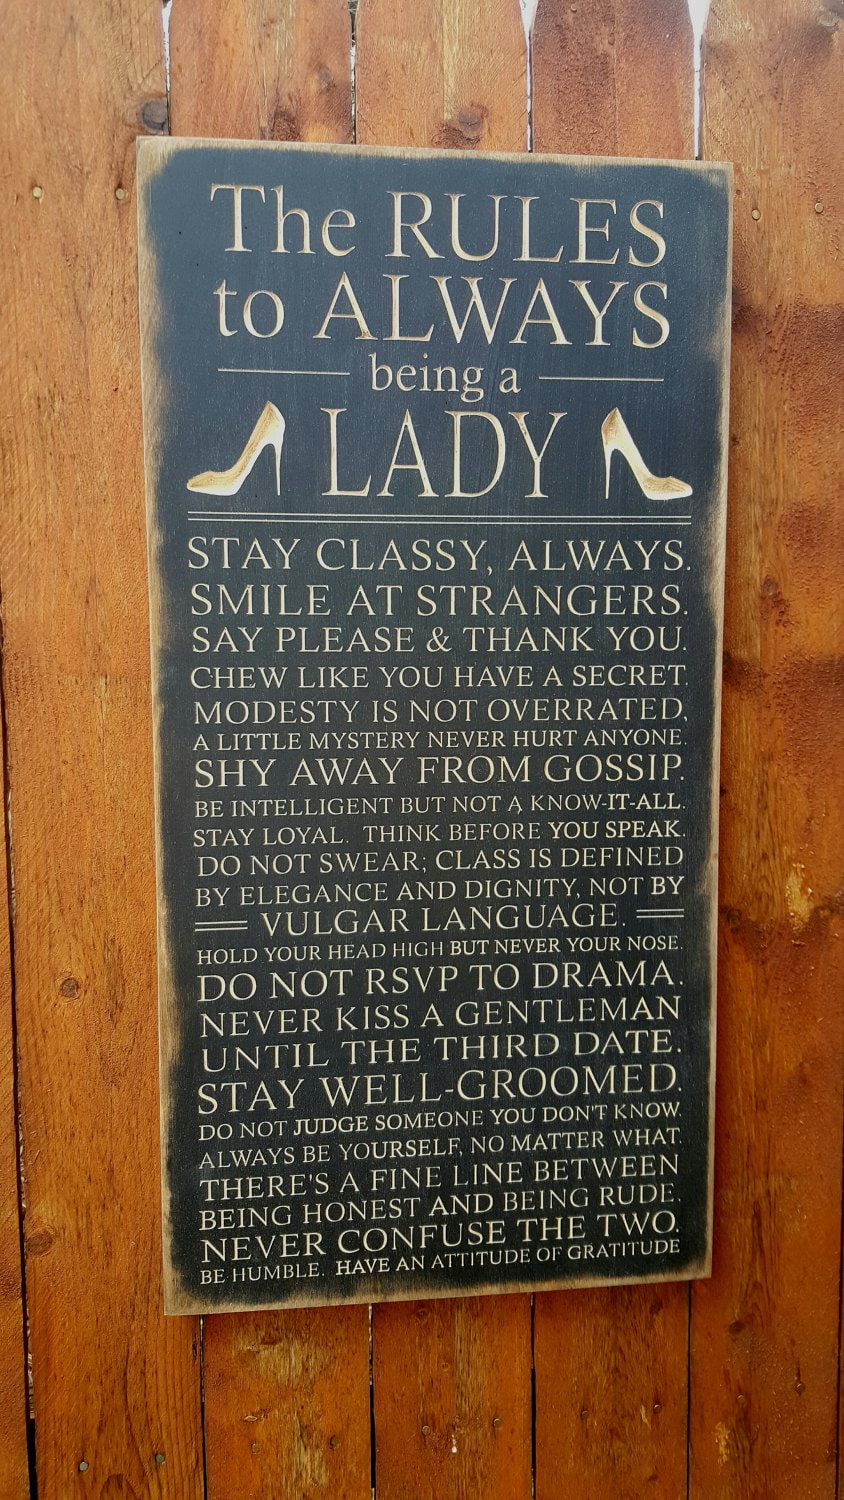 The RULES
to ALWAYS
being a
LADY
STAY CLASSY, ALWAYS.
SMILE AT STRANGERS.
SAY PLEASE & THANK YOU.
CHEW LIKE YOU HAVE A SECRET.
MODESTY IS NOT OVERRATED,
A LITTLE MYSTERY NEVER HURT ANYONE.
SHY AWAY FROM GOSSIP.
BE INTELLIGENT BUT NOT A KNOW-IT-ALL.
STAY LOYAL. THINK BEFORE YOU SPEAK.
DO NOT SWEAR; CLASS IS DEFINED
BY ELEGANCE AND DIGNITY, NOT BY
VULGAR LANGUAGE.
HOLD YOUR HEAD HIGH BUT NEVER YOUR NOSE.
DO NOT RSVP TO DRAMA.
NEVER KISS A GENTLEMAN
UNTIL THE THIRD DATE.
STAY WELL-GROOMED.
DO NOT JUDGE SOMEONE YOU DON'T KNOW.
ALWAYS BE YOURSELF, NO MATTER WHAT.
THERE'S A FINE LINE BETWEEN
BEING HONEST AND BEING RUDE.
NEVER CONFUSE THE TWO.
BE HUMBLE. HAVE AN ATTITUDE OF GRATITUDE